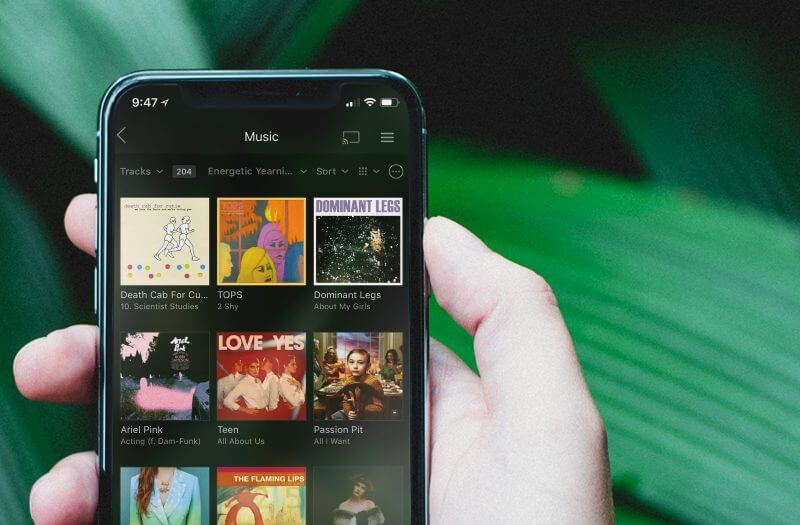 9:47
Music
Tracks 204 Energetic Yearni... Sort
death cab for cutie
TOPS
DOMINANT LEGS
Death Cab For Cu... TOPS Dominant Legs
10. Scientist Studies 2 Shy About My Girls
LOVE YES
Ariel Pink Teen Passion Pit
Acting (f. Dam-Funk) All About Us All I Want
THE FLAMING LIPS